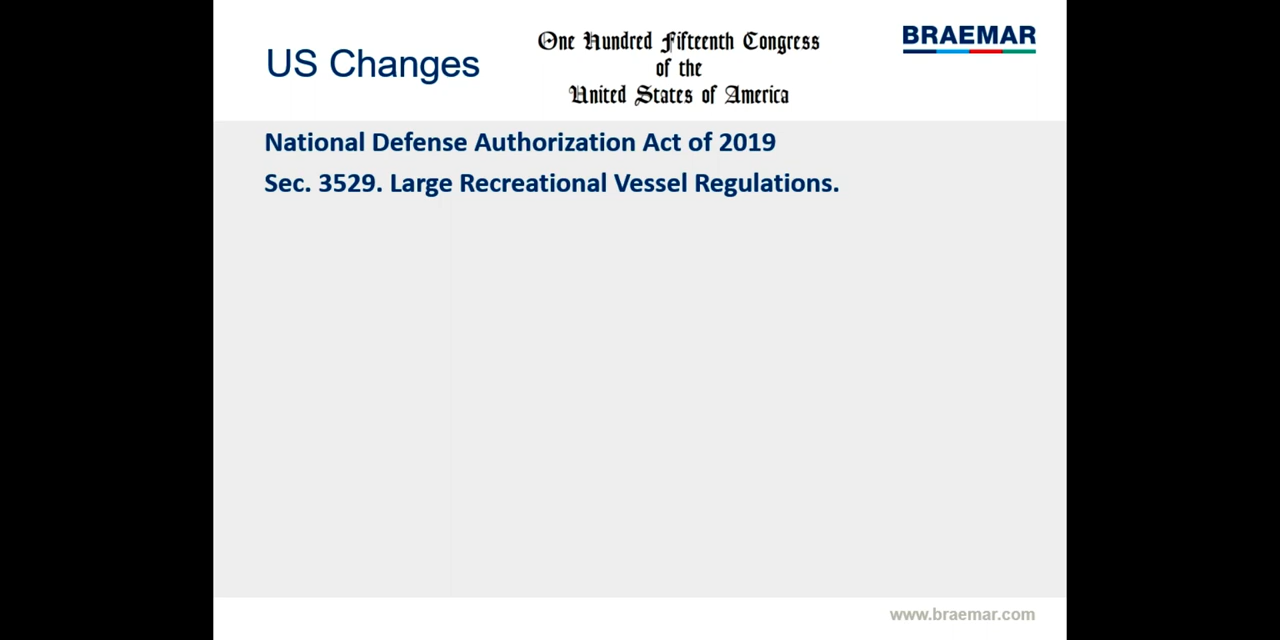 US Changes
One Hundred Fifteenth Congress
of the
United States of America
BRAEMAR
National Defense Authorization Act of 2019
Sec. 3529. Large Recreational Vessel Regulations.
www.braemar.com